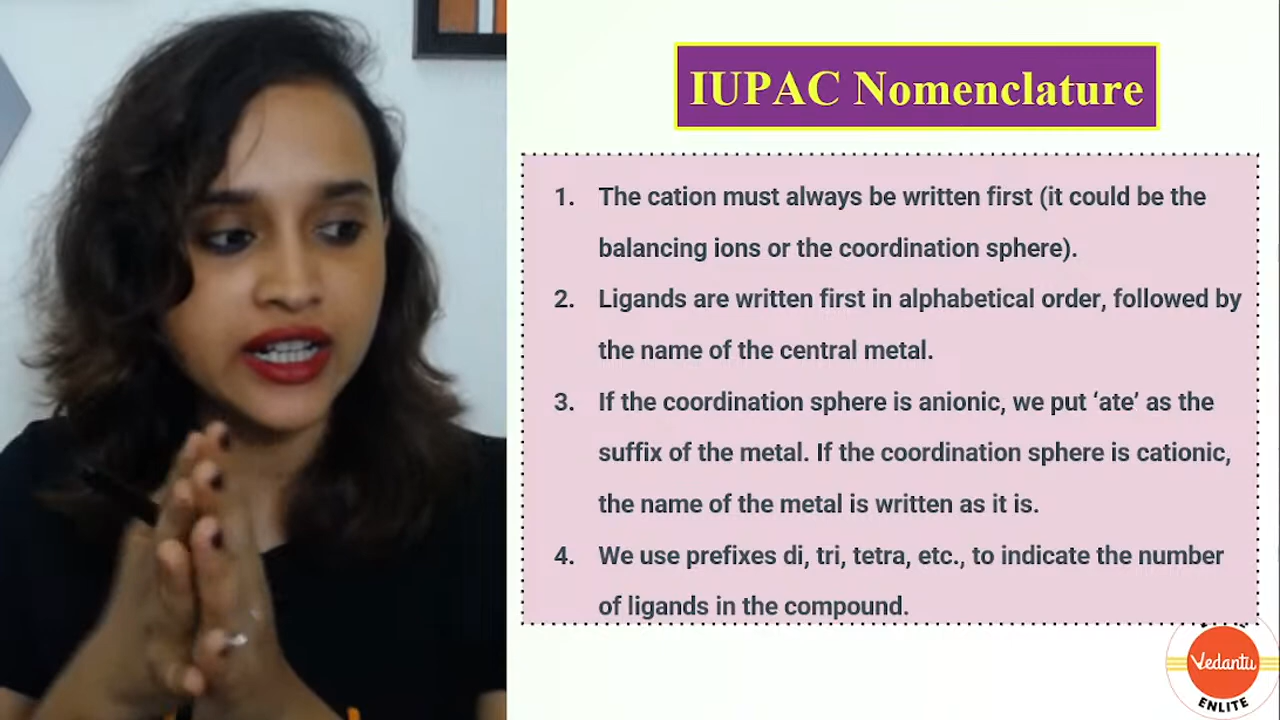 IUPAC Nomenclature
1. The cation must always be written first (it could be the
balancing ions or the coordination sphere).
2. Ligands are written first in alphabetical order, followed by
the name of the central metal.
3. If the coordination sphere is anionic, we put ‘ate’ as the
suffix of the metal. If the coordination sphere is cationic,
the name of the metal is written as it is.
4. We use prefixes di, tri, tetra, etc., to indicate the number
of ligands in the compound.
Vedantu
ENLITE